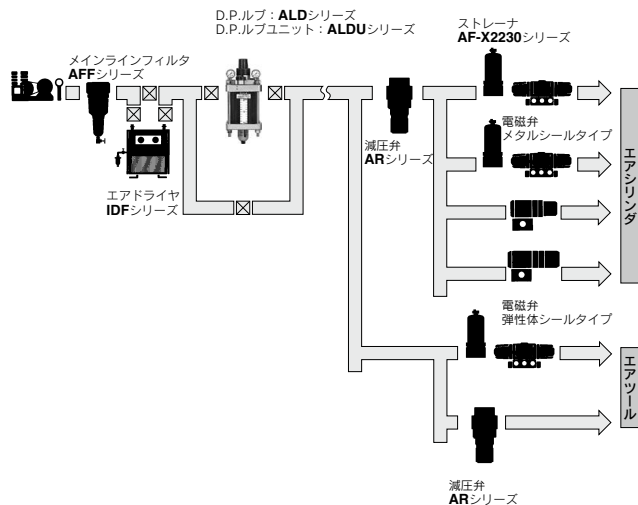 D.P.ルブ：ALDシリーズ
D.P.ルブユニット：ALDUシリーズ
ストレーナ
AF-X2230シリーズ
メインラインフィルタ
AFFシリーズ
電磁弁
メタルシールタイプ
減圧弁
ARシリーズ
エアドライヤ
IDFシリーズ
エアシリンダ
電磁弁
弾性体シールタイプ
エアツール
減圧弁
ARシリーズ